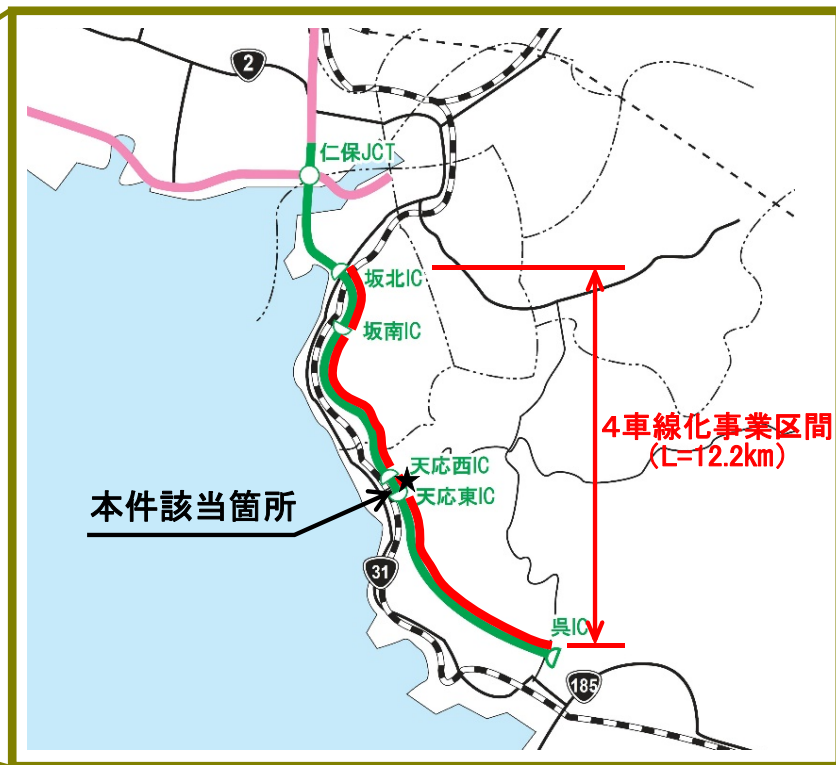 2
仁保JCT
坂北IC
坂南IC
4車線化事業区間
(L=12.2km)
天応西IC
天応東IC
本件該当箇所
31
呉IC
185